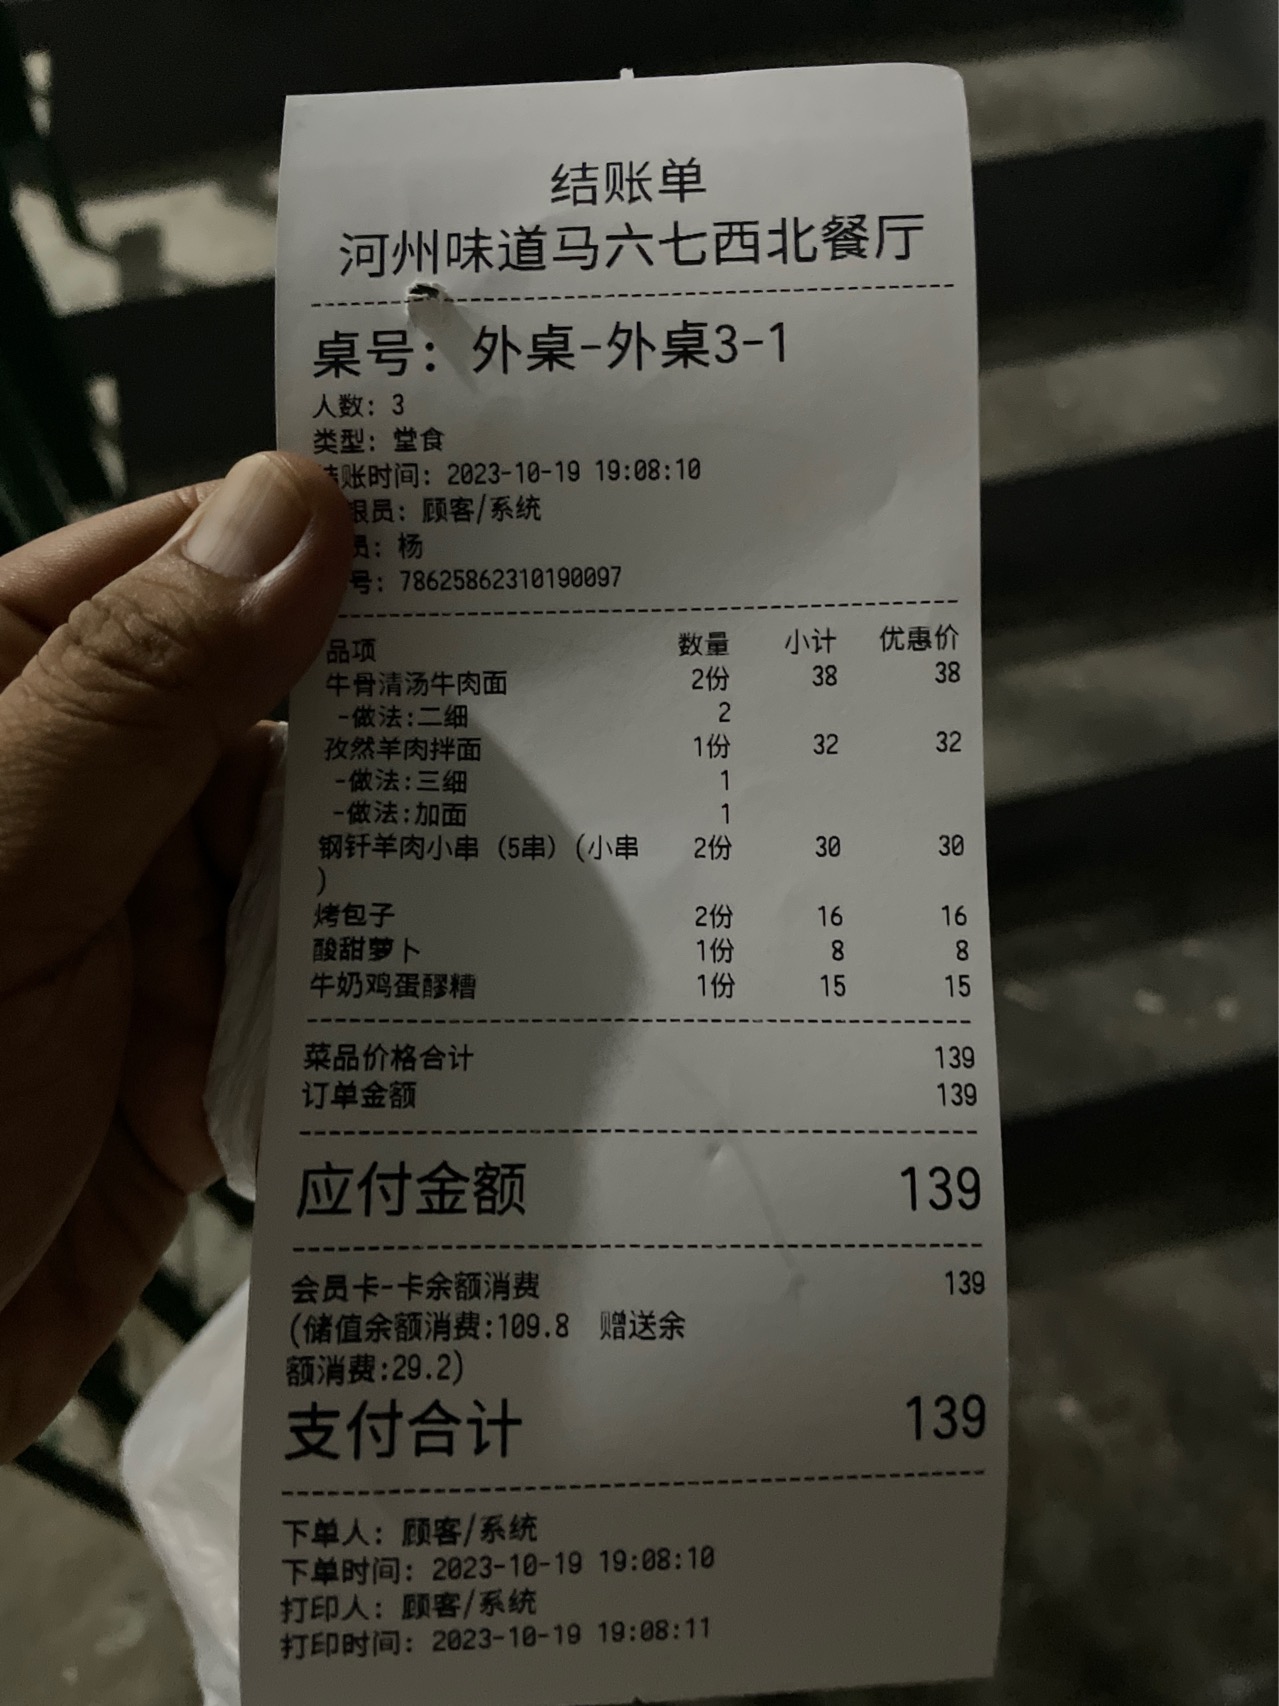 结账单
河州味道马六七西北餐厅
桌号：外桌-外桌3-1
人数：3
类型：堂食
账时间：2023-10-19 19:08:10
银员：顾客/系统
员：杨
号：78625862310190097
品项 数量 小计 优惠价
牛骨清汤牛肉面 2份 38 38
-做法:二细 2
孜然羊肉拌面 1份 32 32
-做法:三细 1
-做法:加面 1
钢钎羊肉小串（5串）(小串 2份 30 30
)
烤包子 2份 16 16
酸甜萝卜 1份 8 8
牛奶鸡蛋醪糟 1份 15 15
菜品价格合计 139
订单金额 139
应付金额 139
会员卡-卡余额消费 139
(储值余额消费:109.8 赠送余
额消费:29.2)
支付合计 139
下单人：顾客/系统
下单时间：2023-10-19 19:08:10
打印人：顾客/系统
打印时间：2023-10-19 19:08:11